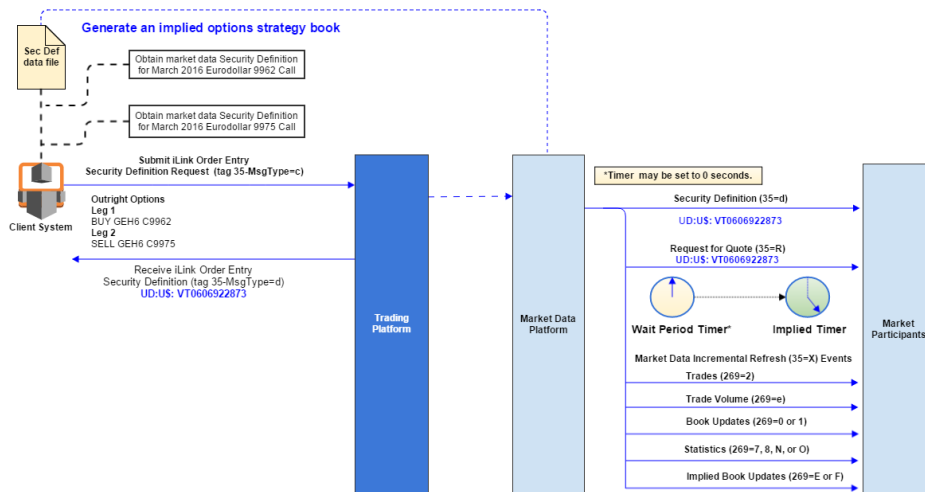 Generate an implied options strategy book
Sec Def
data file
Obtain market data Security Definition
for March 2016 Eurodollar 9962 Call
Obtain market data Security Definition
for March 2016 Eurodollar 9975 Call
Submit iLink Order Entry
Security Definition Request (tag 35-MsgType=c)
Client System
Outright Options
Leg 1
BUY GEH6 C9962
Leg 2
SELL GEH6 C9975
Receive iLink Order Entry
Security Definition (tag 35-MsgType=d)
UD:U$: VT0606922873
Trading
Platform
Market Data
Platform
*Timer may be set to 0 seconds.
Security Definition (35=d)
UD:U$: VT0606922873
Request for Quote (35=R)
UD:U$: VT0606922873
Wait Period Timer*
Implied Timer
Market
Participants
Market Data Incremental Refresh (35=X) Events
Trades (269=2)
Trade Volume (269=e)
Book Updates (269=0 or 1)
Statistics (269=7, 8, N, or O)
Implied Book Updates (269=E or F)